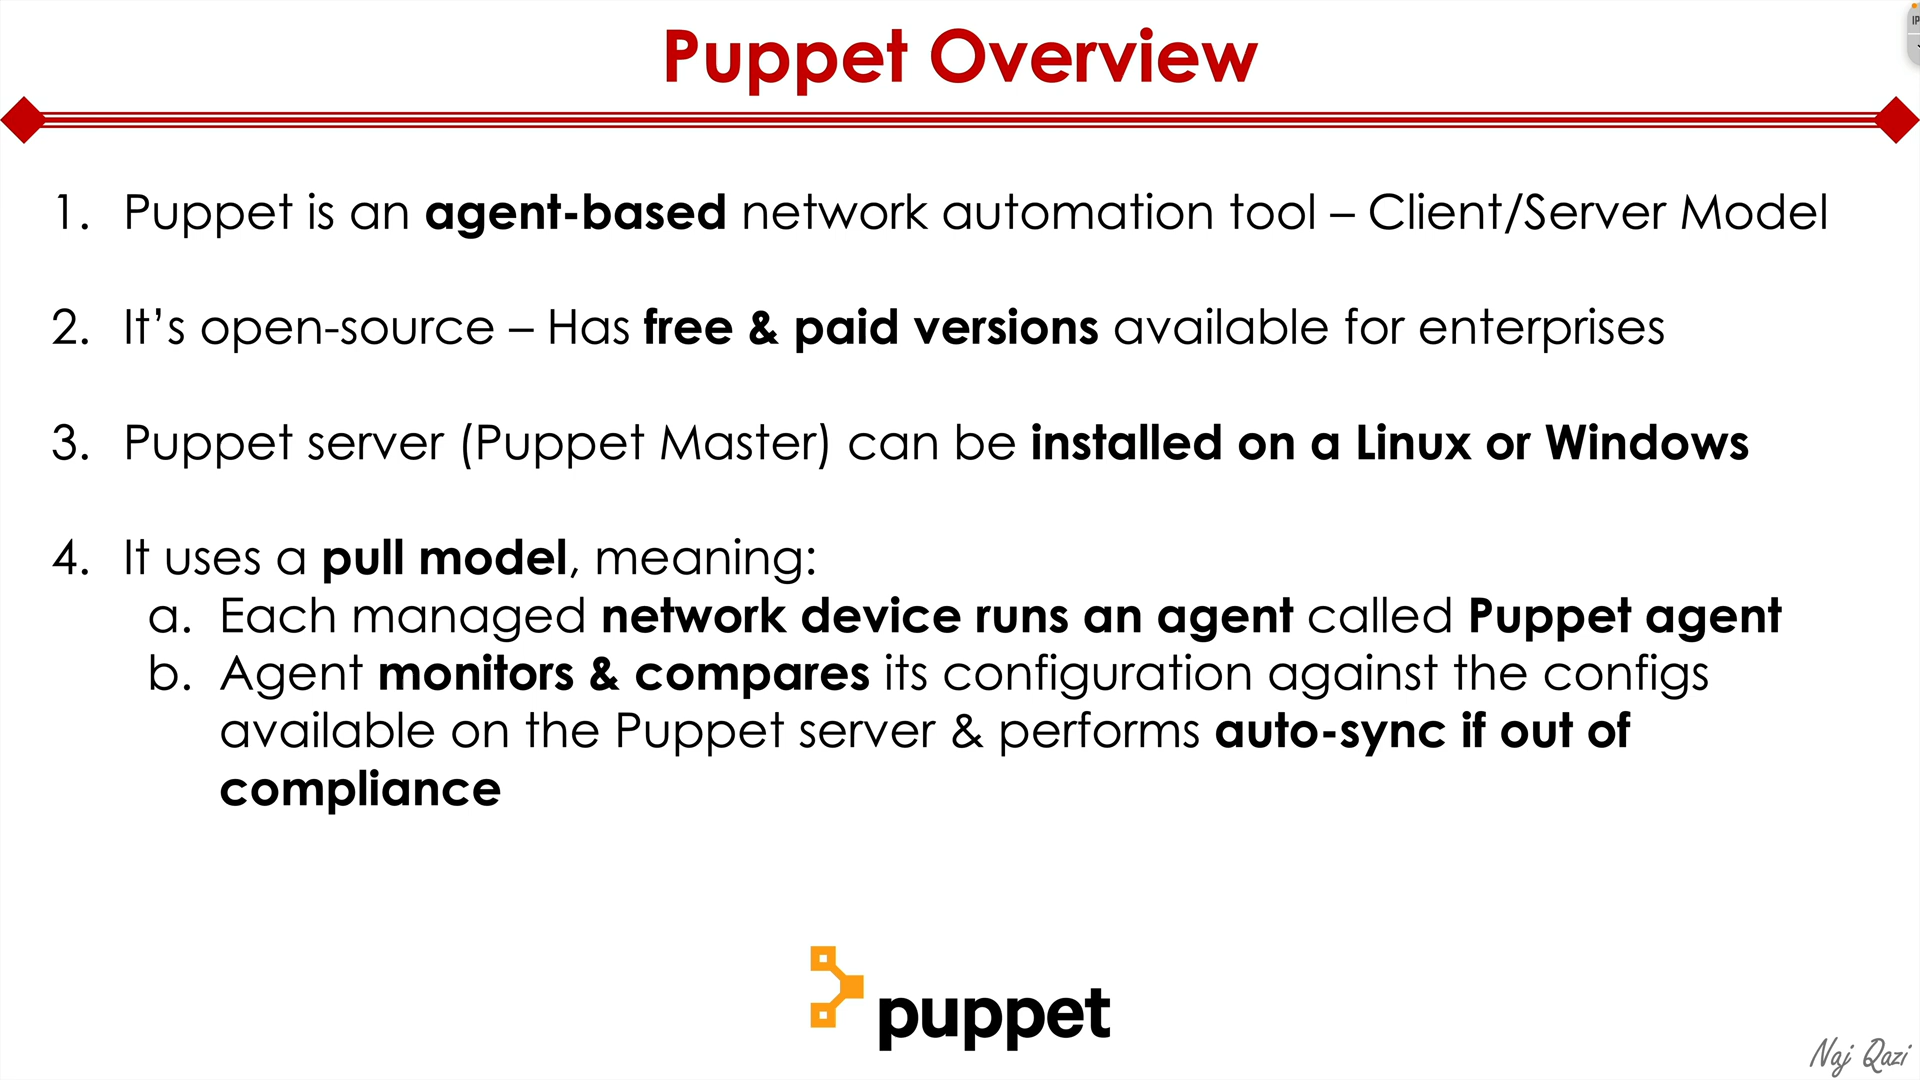 Puppet Overview
1. Puppet is an agent-based network automation tool – Client/Server Model
2. It’s open-source – Has free & paid versions available for enterprises
3. Puppet server (Puppet Master) can be installed on a Linux or Windows
4. It uses a pull model, meaning:
a. Each managed network device runs an agent called Puppet agent
b. Agent monitors & compares its configuration against the configs
available on the Puppet server & performs auto-sync if out of
compliance
puppet
Naj Qazi